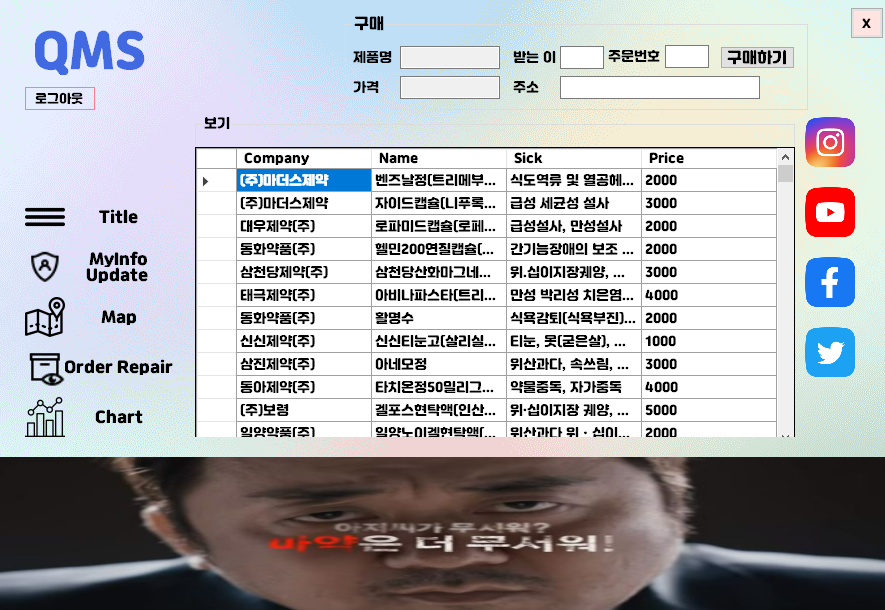 구매
x
QMS
제품명
받는 이
주문번호
구매하기
가격
주소
로그아웃
보기
Company Name Sick Price
(주)마더스제약 벤즈날정(트리메부... 식도역류 및 열공헤... 2000
(주)마더스제약 자이드캡슐(니푸록... 급성 세균성 설사 3000
대우제약(주) 로파미드캡슐(로페... 급성설사, 만성설사 2000
동화약품(주) 헬민200연질캡슐(... 간기능장애의 보조 ... 2000
삼천당제약(주) 삼천당산화마그네... 위.십이지장궤양, ... 3000
태극제약(주) 아비나파스타(트리... 만성 박리성 치은염... 4000
동화약품(주) 활명수 식욕감퇴(식욕부진)... 2000
신신제약(주) 신신티눈고(살리실... 티눈, 못(굳은살), ... 1000
삼진제약(주) 아네모정 위산과다, 속쓰림, ... 3000
동아제약(주) 타치온정50밀리그... 약물중독, 자가중독 4000
(주)보령 겔포스현탁액(인산... 위·십이지장 궤양, ... 5000
일양약품(주) 일양노이겔현탁액(... 위산과다 위 · 십이... 2000
Title
MyInfo
Update
Map
Order Repair
Chart
아저씨가 무서워?
마약은 더 무서워!